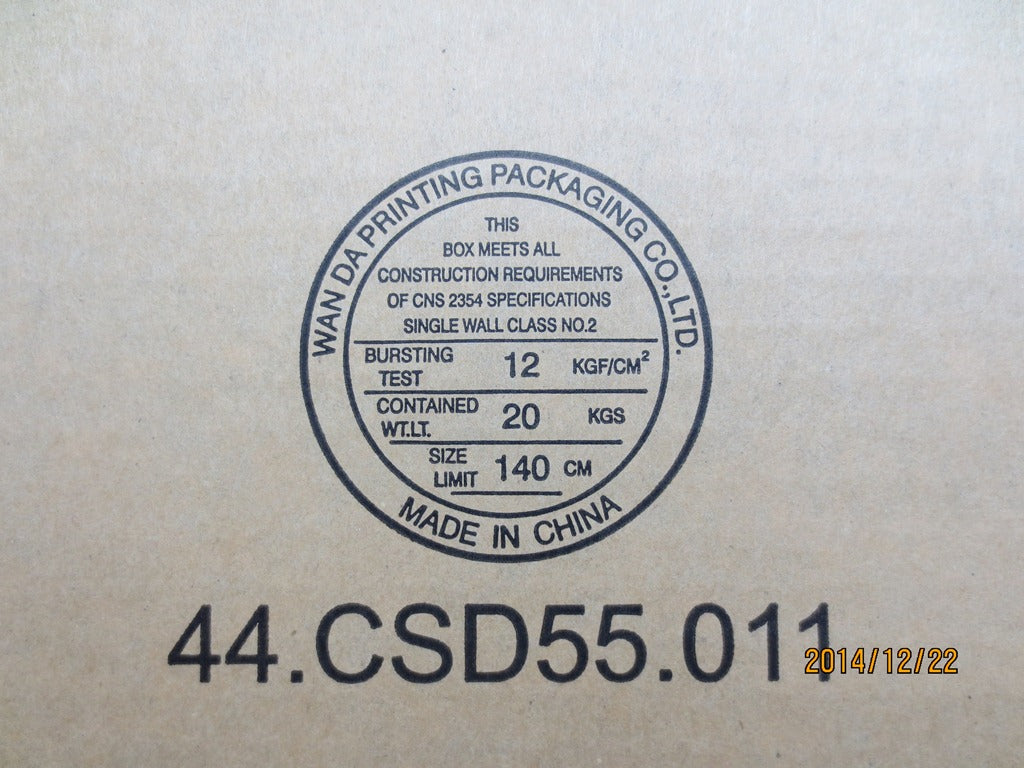 WAN DA PRINTING PACKAGING CO.,LTD.
THIS
BOX MEETS ALL
CONSTRUCTION REQUIREMENTS
OF CNS 2354 SPECIFICATIONS
SINGLE WALL CLASS NO.2
BURSTING TEST 12 KGF/CM²
CONTAINED WT.LT. 20 KGS
SIZE LIMIT 140 CM
MADE IN CHINA
44.CSD55.011
2014/12/22